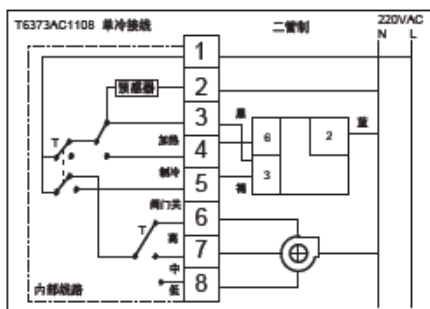 T6373AC1108 单冷接线
二管制
220VAC
N L
1
2
3
4
5
6
7
8
预感器
加热
制冷
阀门关
高
中
低
T
T
内部线路
黑
6
2
蓝
3
褐